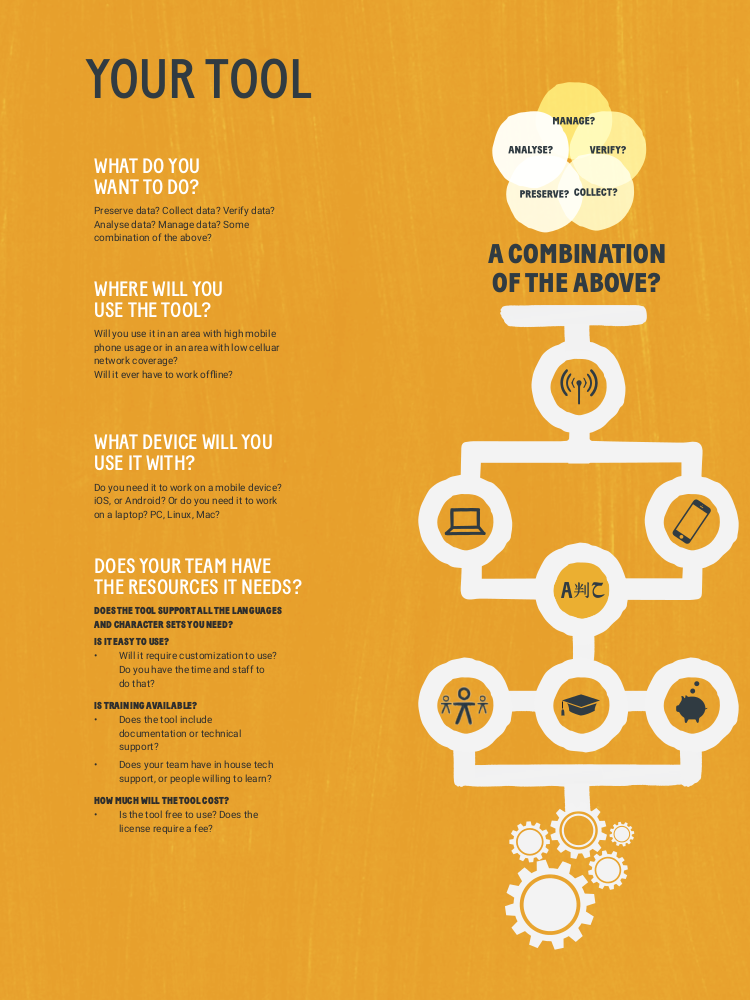 YOUR TOOL
WHAT DO YOU
WANT TO DO?
Preserve data? Collect data? Verify data?
Analyse data? Manage data? Some
combination of the above?
WHERE WILL YOU
USE THE TOOL?
Will you use it in an area with high mobile
phone usage or in an area with low celluar
network coverage?
Will it ever have to work offline?
WHAT DEVICE WILL YOU
USE IT WITH?
Do you need it to work on a mobile device?
iOS, or Android? Or do you need it to work
on a laptop? PC, Linux, Mac?
DOES YOUR TEAM HAVE
THE RESOURCES IT NEEDS?
DOES THE TOOL SUPPORT ALL THE LANGUAGES
AND CHARACTER SETS YOU NEED?
IS IT EASY TO USE?
• Will it require customization to use?
Do you have the time and staff to
do that?
IS TRAINING AVAILABLE?
• Does the tool include
documentation or technical
support?
• Does your team have in house tech
support, or people willing to learn?
HOW MUCH WILL THE TOOL COST?
• Is the tool free to use? Does the
license require a fee?
MANAGE?
ANALYSE? VERIFY?
PRESERVE? COLLECT?
A COMBINATION
OF THE ABOVE?
A判